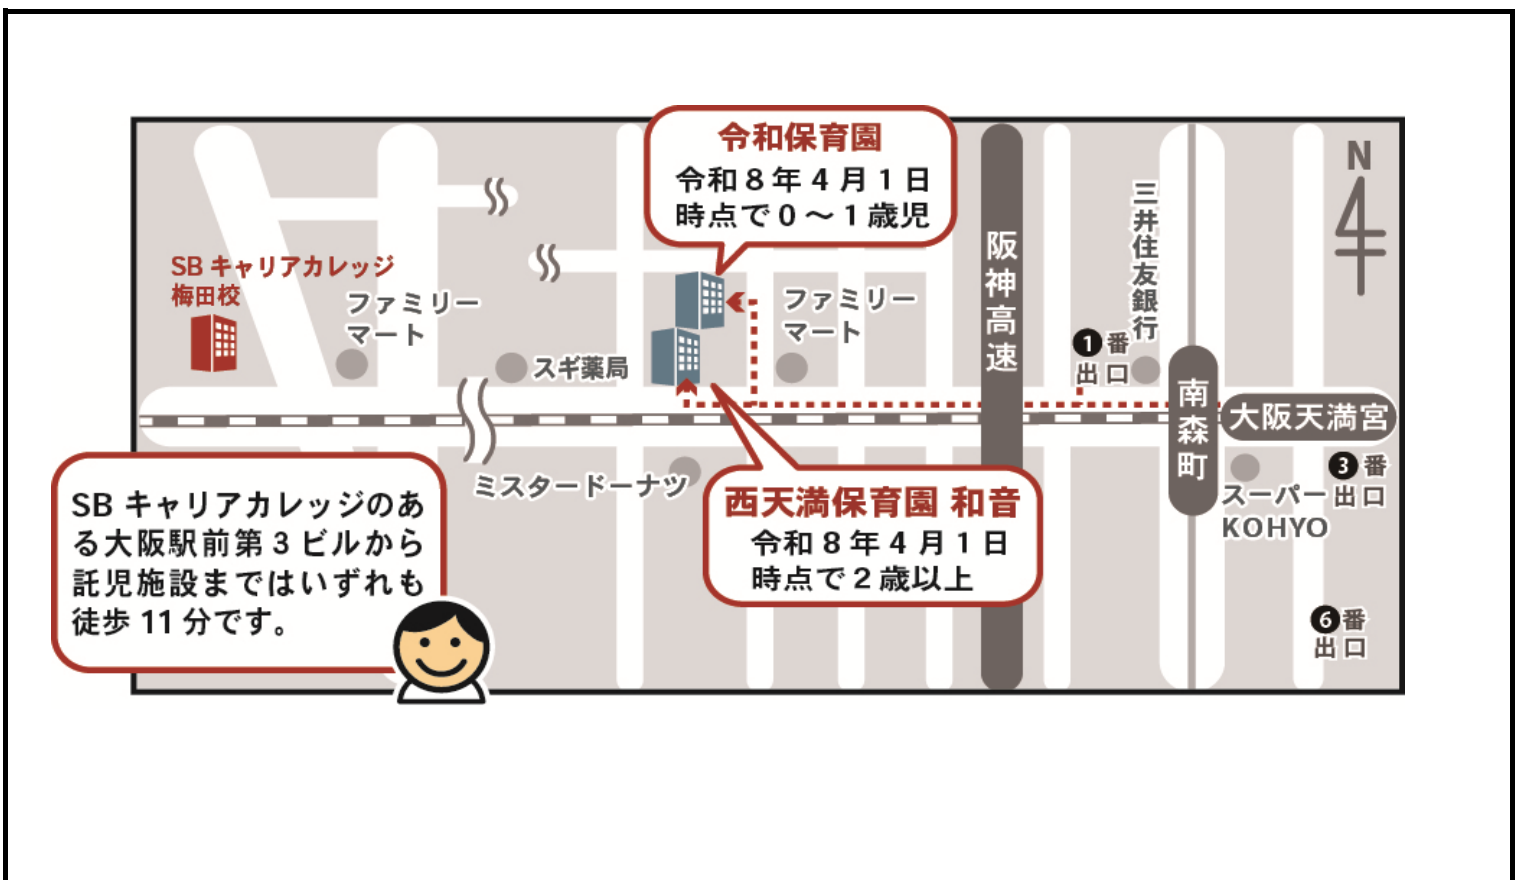 令和保育園
令和８年４月１日
時点で０～１歳児
N
阪神高速
三井住友銀行
SB キャリアカレッジ
梅田校
ファミリー
マート
スギ薬局
ファミリー
マート
❶番
出口
南森町
大阪天満宮
ミスタードーナツ
スーパー
KOHYO
❸番
出口
西天満保育園 和音
令和８年４月１日
時点で２歳以上
SB キャリアカレッジのあ
る大阪駅前第３ビルから
託児施設まではいずれも
徒歩 11 分です。
❻番
出口